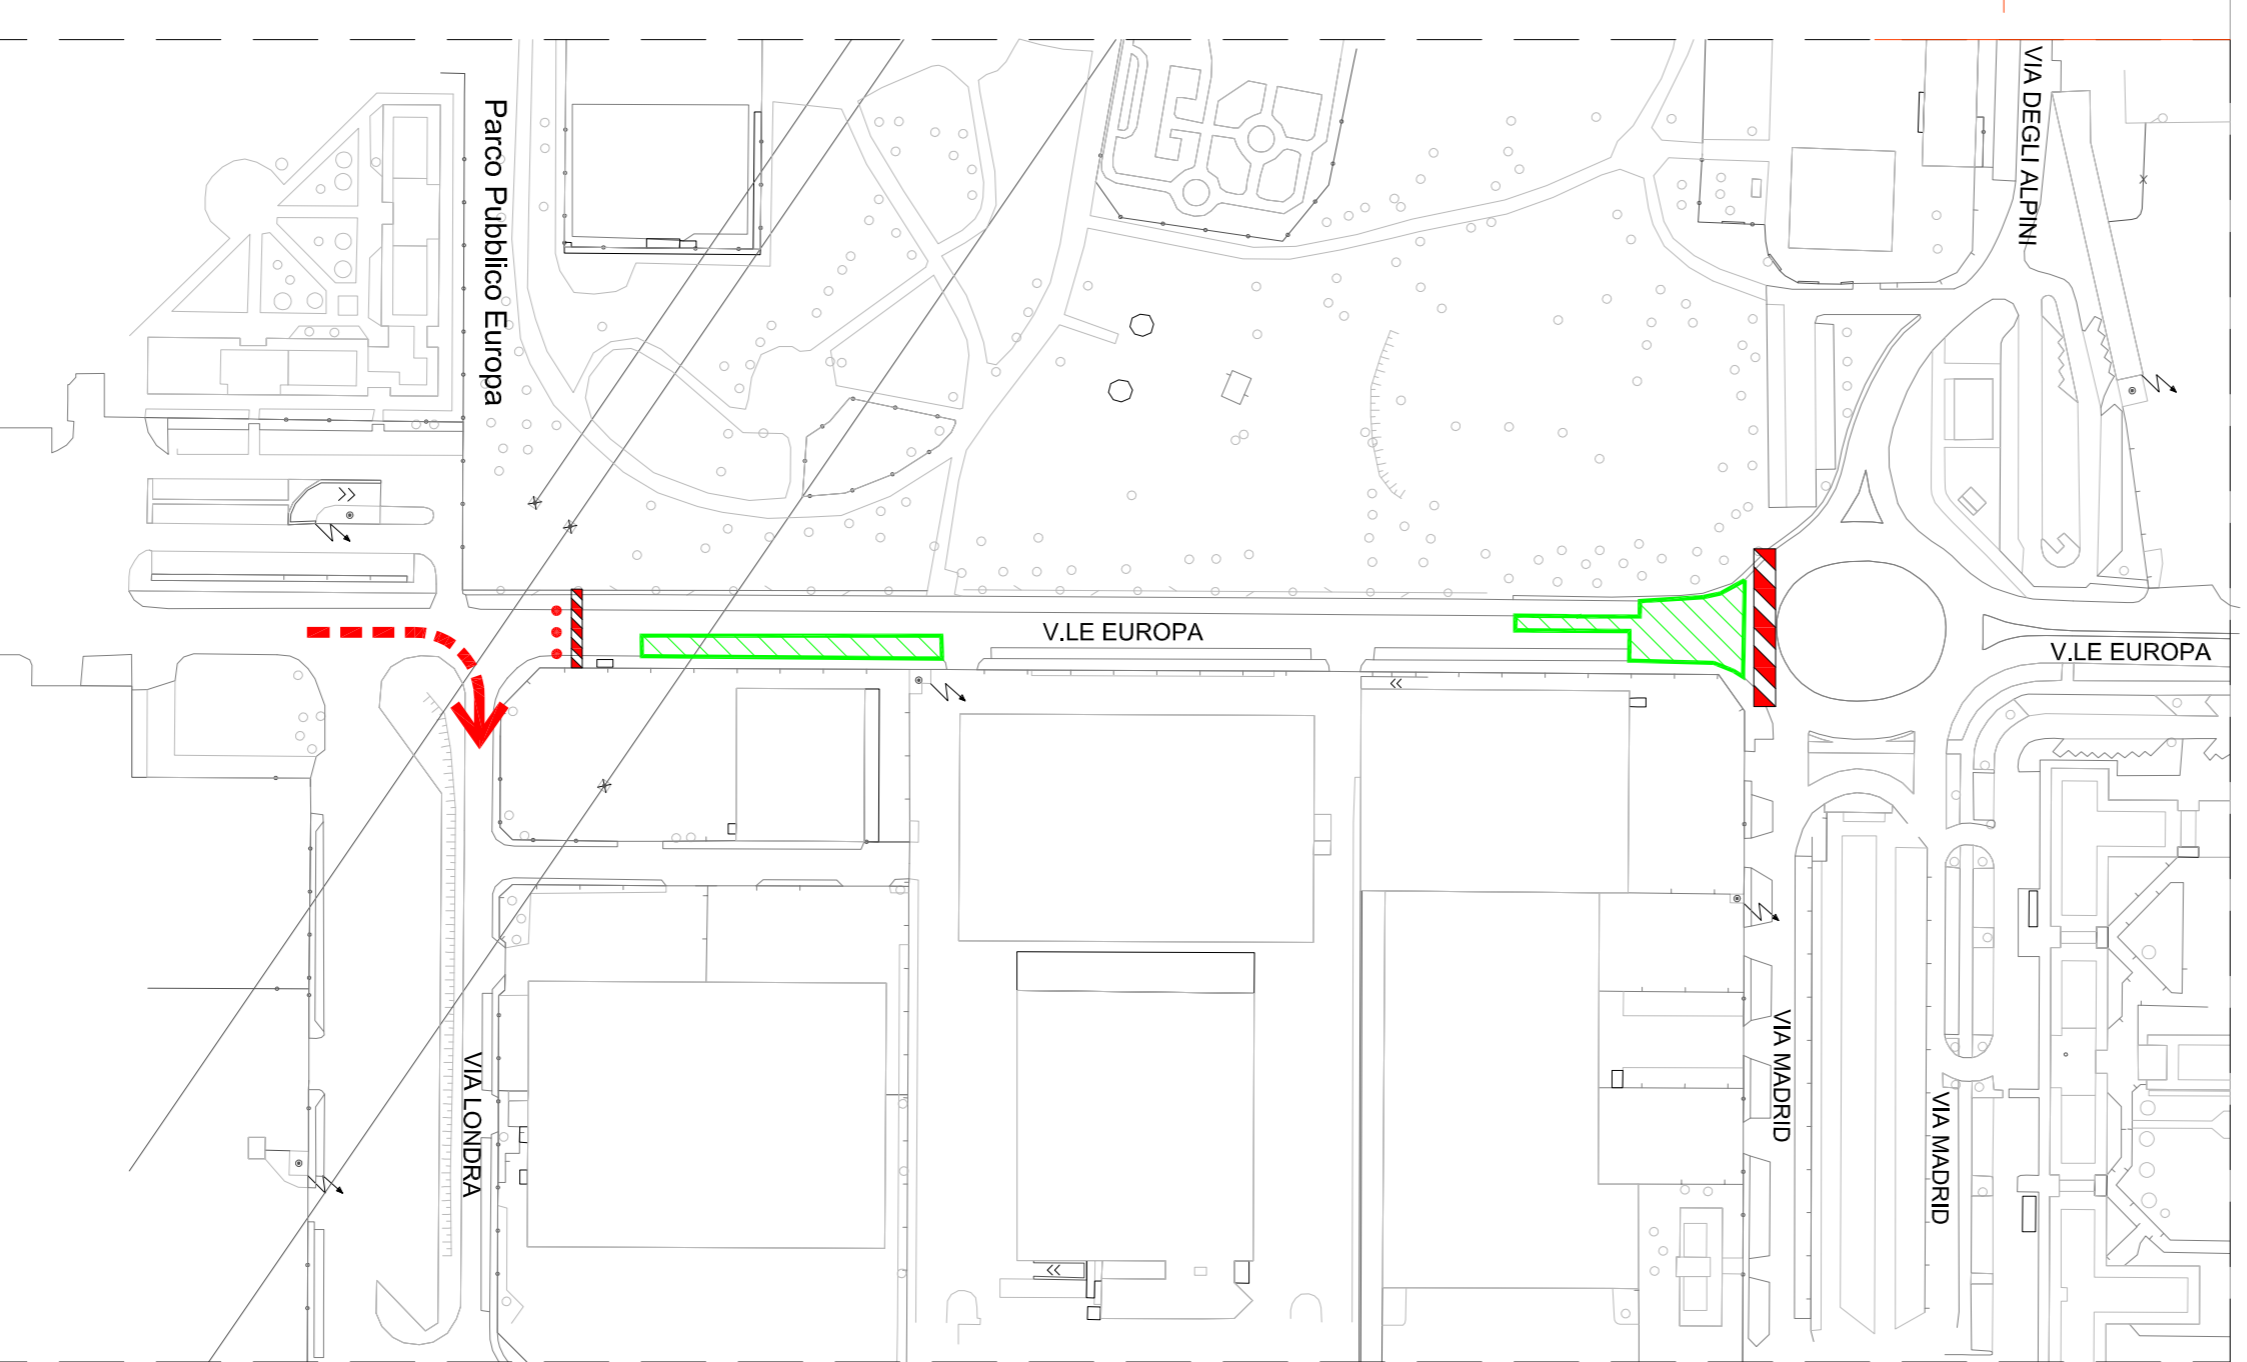 VIA DEGLI ALPINI
Parco Pubblico Europa
V.LE EUROPA
V.LE EUROPA
VIA LONDRA
VIA MADRID
VIA MADRID